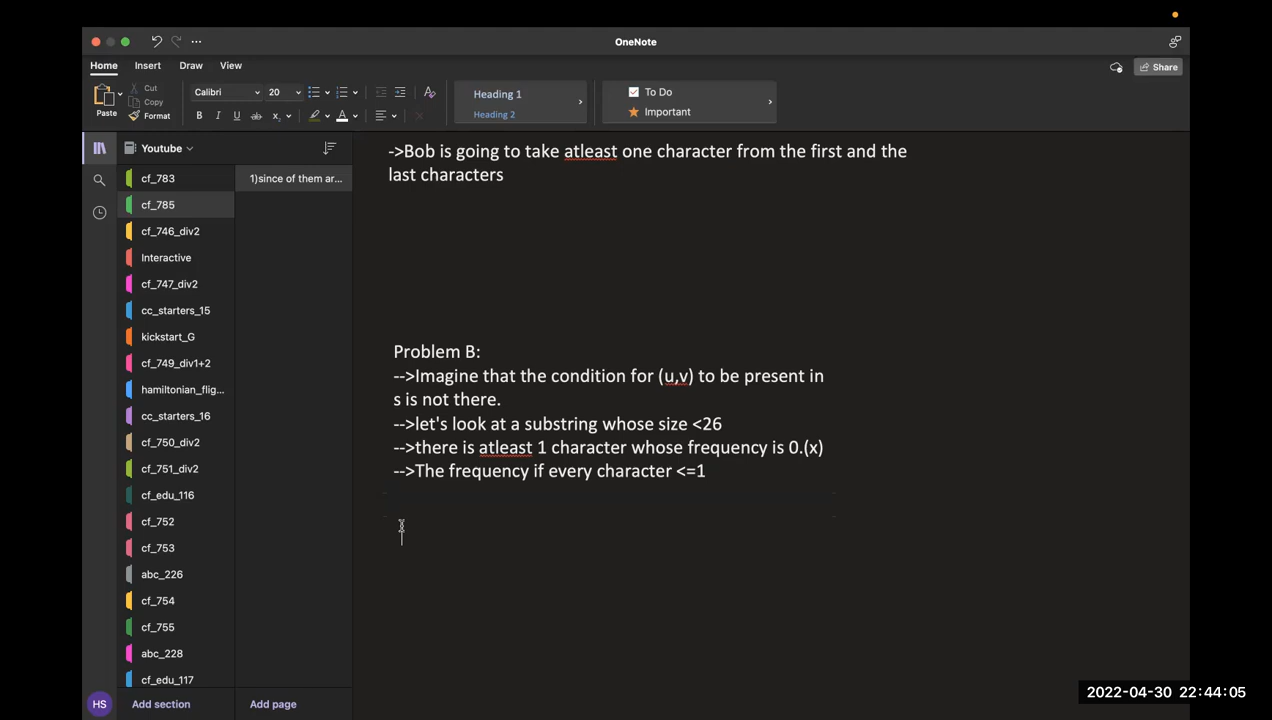 OneNote
Home Insert Draw View
Share
Paste
Cut
Copy
Format
Calibri 20
B I U ab x₂ A
Heading 1
Heading 2
To Do
Important
Youtube
cf_783
cf_785
cf_746_div2
Interactive
cf_747_div2
cc_starters_15
kickstart_G
cf_749_div1+2
hamiltonian_flig...
cc_starters_16
cf_750_div2
cf_751_div2
cf_edu_116
cf_752
cf_753
abc_226
cf_754
cf_755
abc_228
cf_edu_117
HS
Add section
1)since of them ar...
Add page
->Bob is going to take atleast one character from the first and the
last characters
Problem B:
-->Imagine that the condition for (u,v) to be present in
s is not there.
-->let's look at a substring whose size <26
-->there is atleast 1 character whose frequency is 0.(x)
-->The frequency if every character <=1
2022-04-30 22:44:05